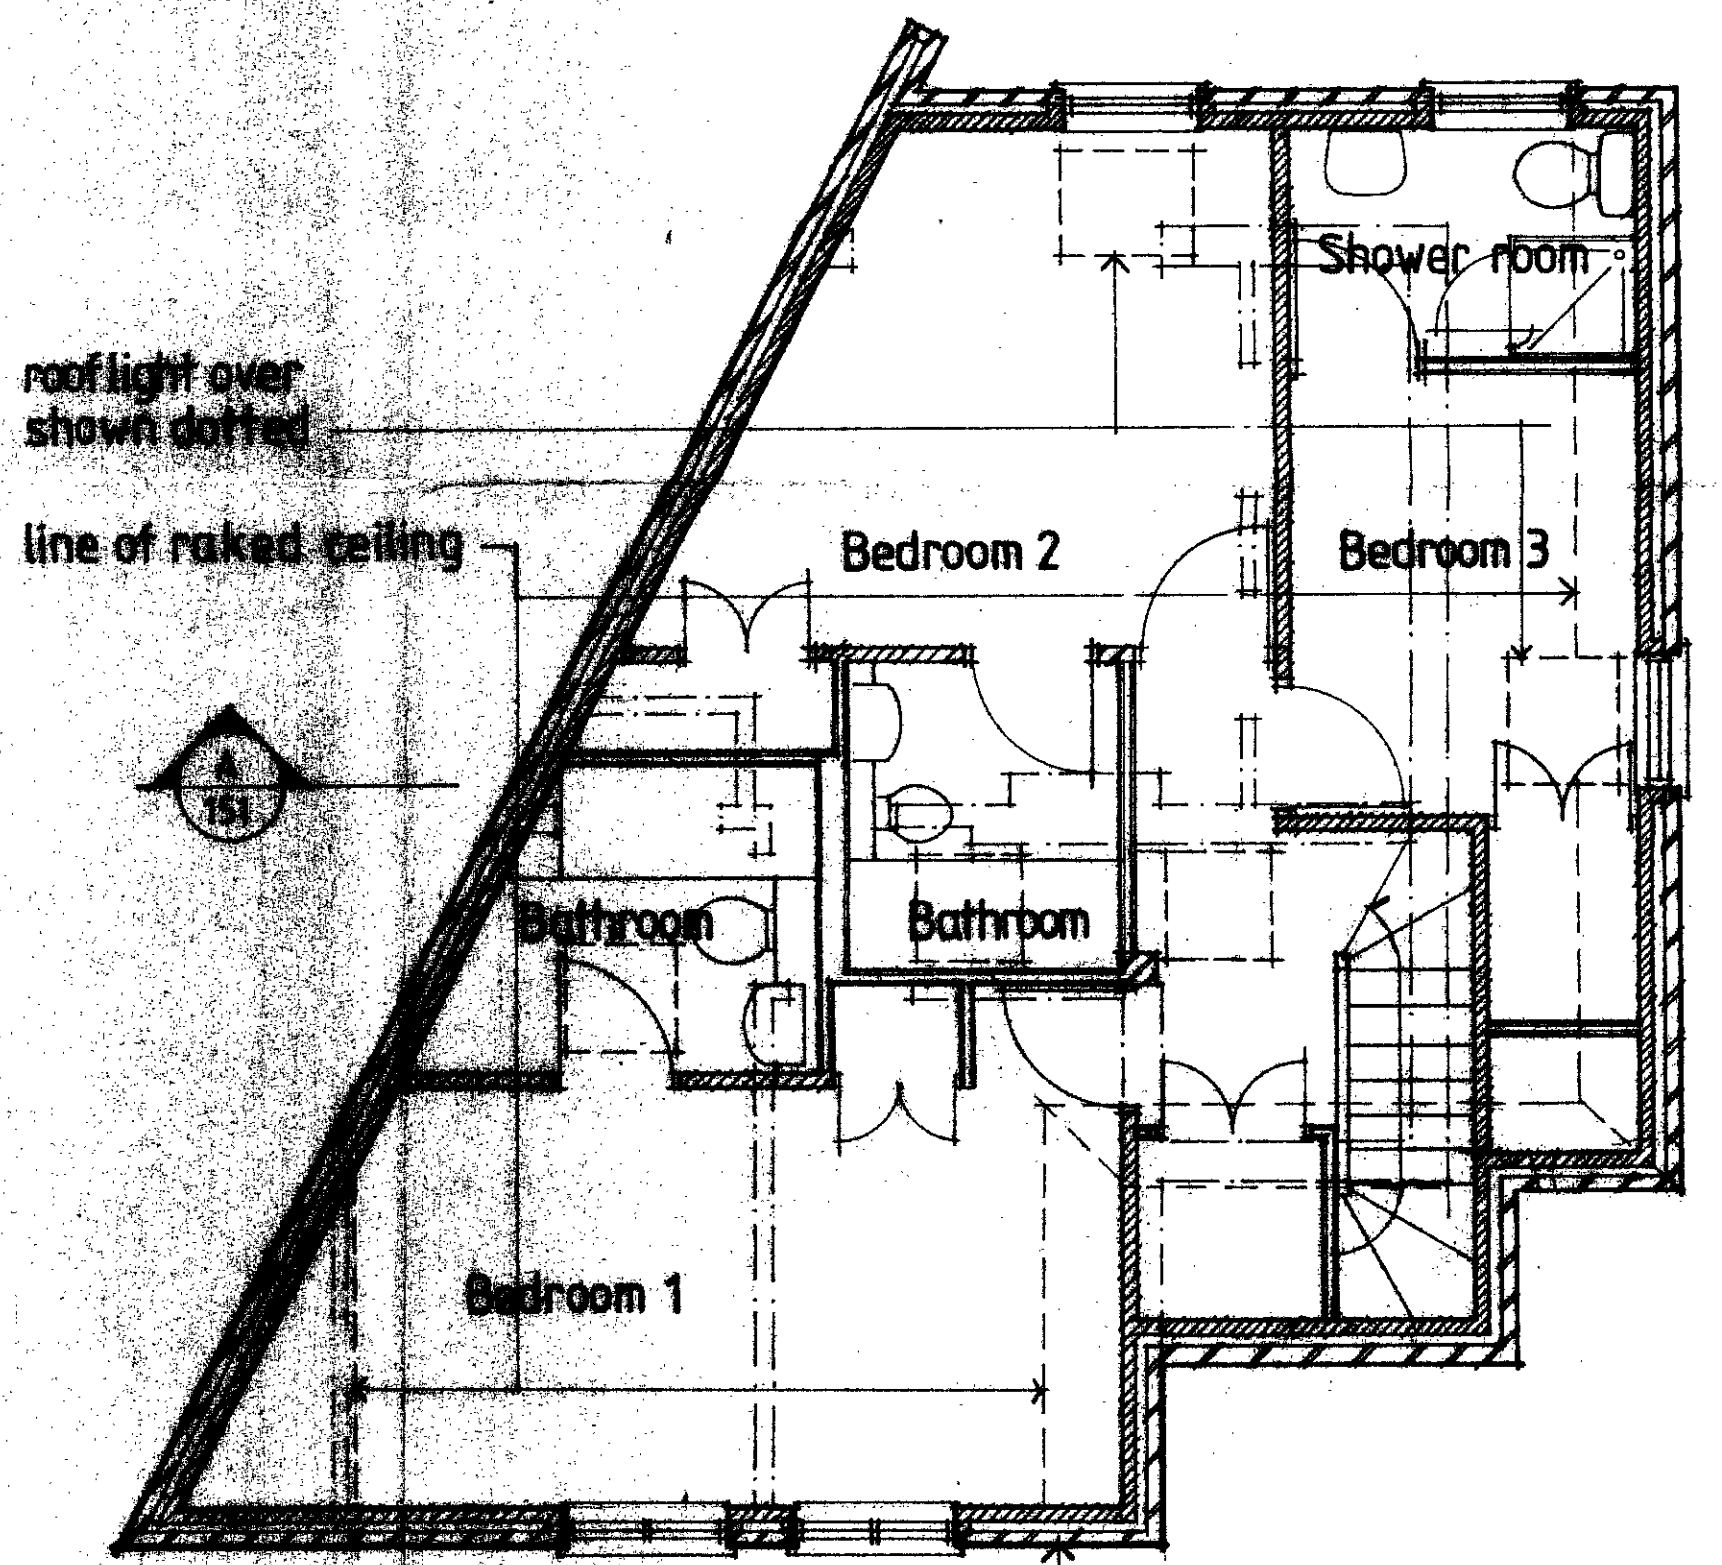 Shower room
rooflight over
shown dotted
line of raked ceiling
Bedroom 2
Bedroom 3
A
151
Bathroom
Bathroom
Bedroom 1